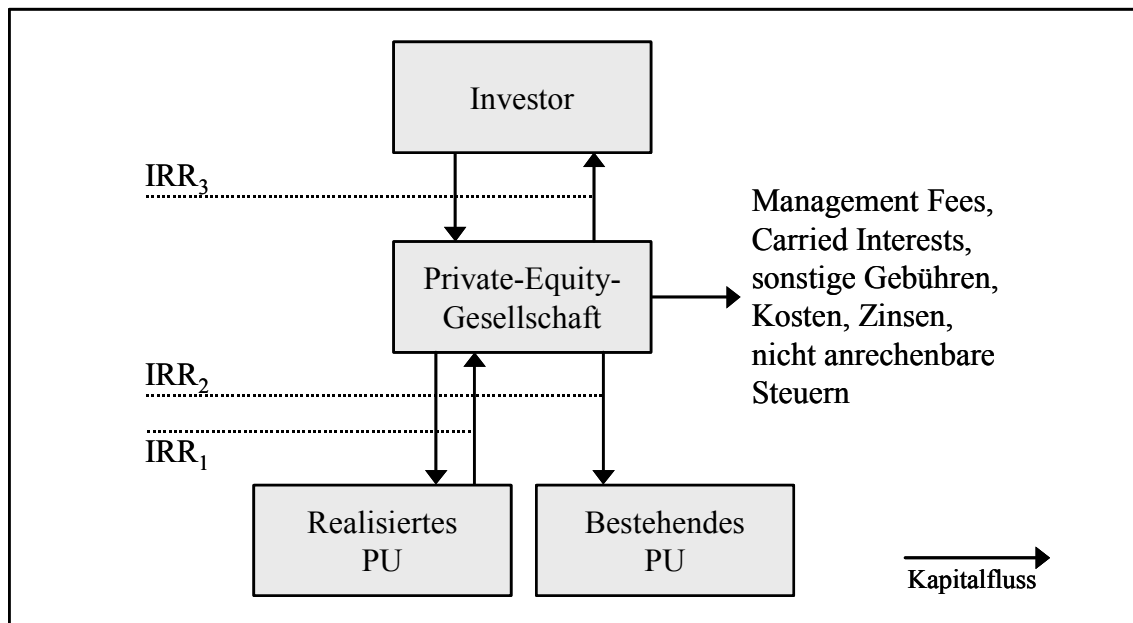 Investor
IRR3
Management Fees,
Carried Interests,
sonstige Gebühren,
Kosten, Zinsen,
nicht anrechenbare
Steuern
Private-Equity-
Gesellschaft
IRR2
IRR1
Realisiertes
PU
Bestehendes
PU
Kapitalfluss